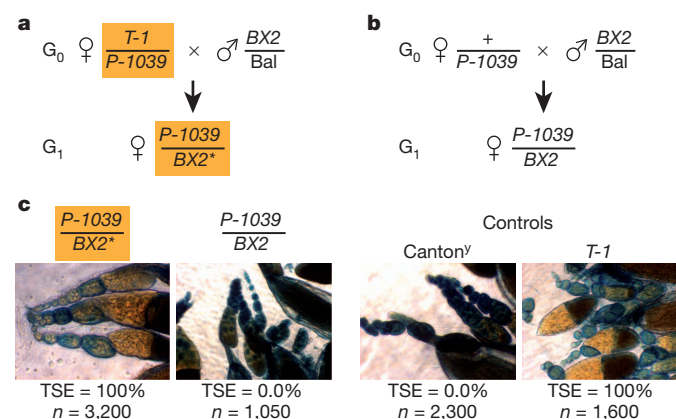 a
G0 ♀ T-1 / P-1039 × ♂ BX2 / Bal
G1 ♀ P-1039 / BX2*
b
G0 ♀ + / P-1039 × ♂ BX2 / Bal
G1 ♀ P-1039 / BX2
c
P-1039 / BX2*
P-1039 / BX2
Controls
Cantonʸ
T-1
TSE = 100%
n = 3,200
TSE = 0.0%
n = 1,050
TSE = 0.0%
n = 2,300
TSE = 100%
n = 1,600